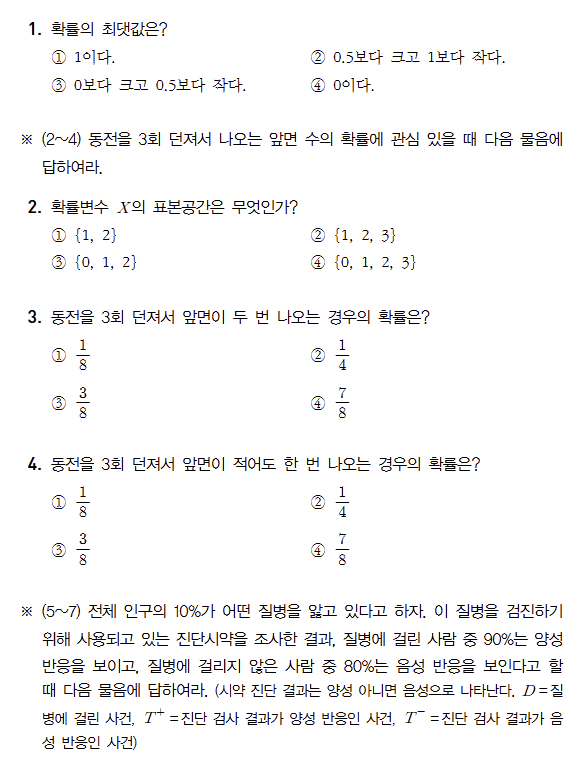 1. 확률의 최댓값은?
① 1이다. ② 0.5보다 크고 1보다 작다.
③ 0보다 크고 0.5보다 작다. ④ 0이다.
※ (2~4) 동전을 3회 던져서 나오는 앞면 수의 확률에 관심 있을 때 다음 물음에
답하여라.
2. 확률변수 X의 표본공간은 무엇인가?
① {1, 2} ② {1, 2, 3}
③ {0, 1, 2} ④ {0, 1, 2, 3}
3. 동전을 3회 던져서 앞면이 두 번 나오는 경우의 확률은?
① 1/8 ② 1/4
③ 3/8 ④ 7/8
4. 동전을 3회 던져서 앞면이 적어도 한 번 나오는 경우의 확률은?
① 1/8 ② 1/4
③ 3/8 ④ 7/8
※ (5~7) 전체 인구의 10%가 어떤 질병을 앓고 있다고 하자. 이 질병을 검진하기
위해 사용되고 있는 진단시약을 조사한 결과, 질병에 걸린 사람 중 90%는 양성
반응을 보이고, 질병에 걸리지 않은 사람 중 80%는 음성 반응을 보인다고 할
때 다음 물음에 답하여라. (시약 진단 결과는 양성 아니면 음성으로 나타난다. D=질
병에 걸린 사건, T⁺=진단 검사 결과가 양성 반응인 사건, T⁻=진단 검사 결과가 음
성 반응인 사건)